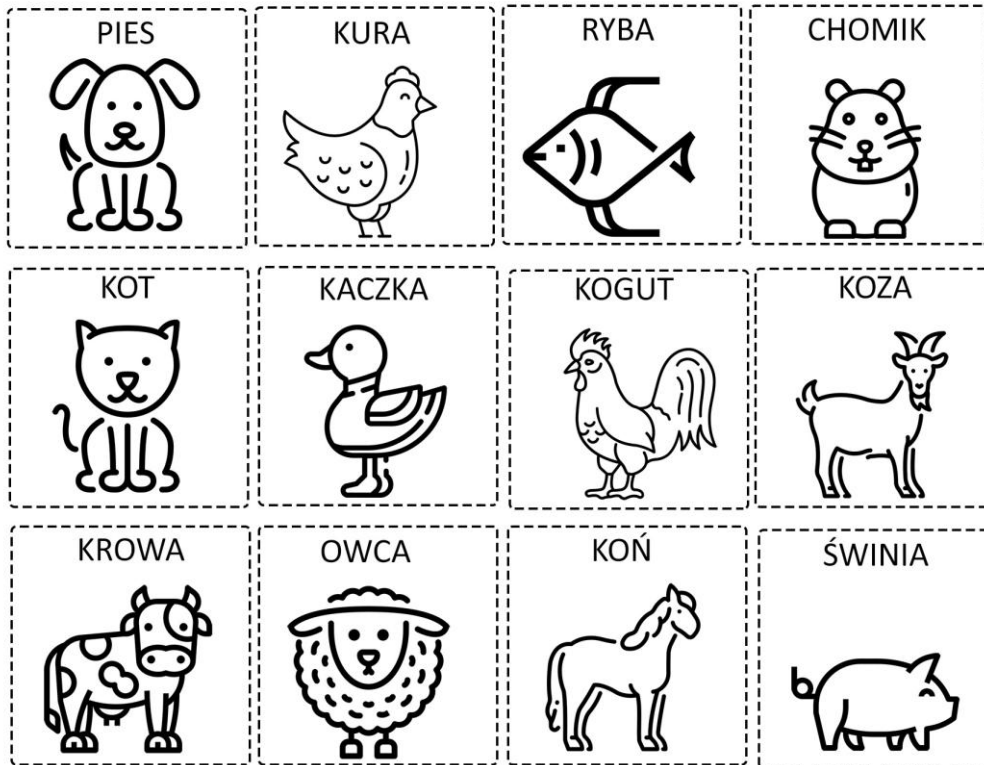 PIES
KURA
RYBA
CHOMIK
KOT
KACZKA
KOGUT
KOZA
KROWA
OWCA
KOŃ
ŚWINIA